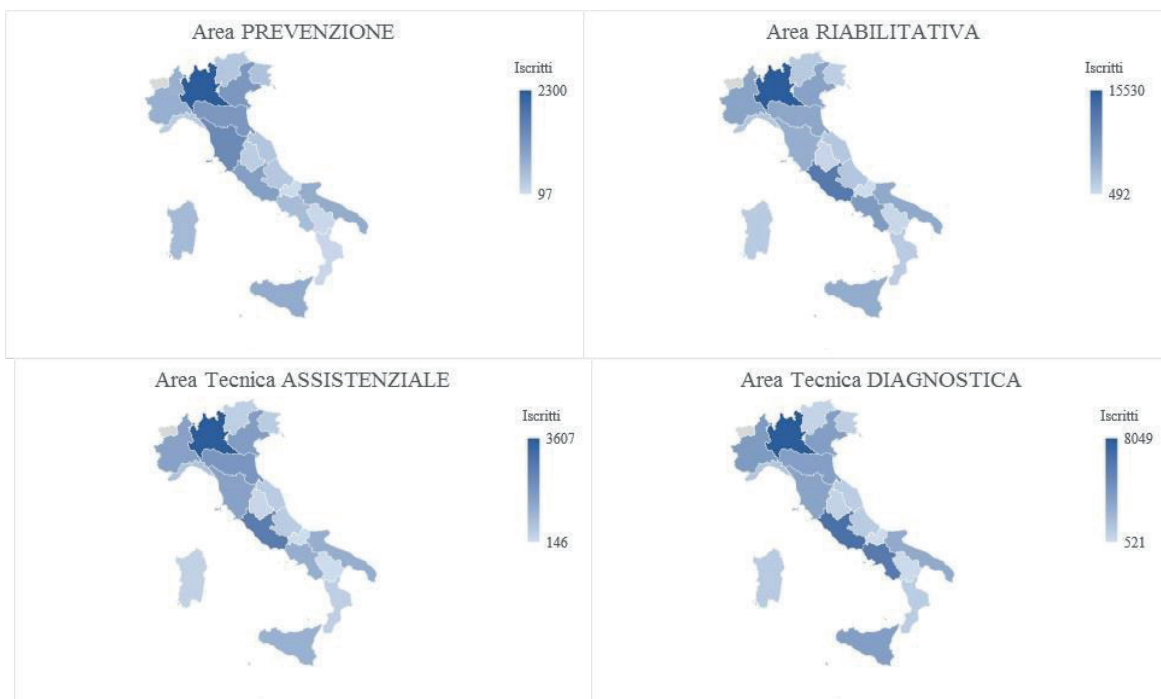 Area PREVENZIONE
Iscritti
2300
97
Area RIABILITATIVA
Iscritti
15530
492
Area Tecnica ASSISTENZIALE
Iscritti
3607
146
Area Tecnica DIAGNOSTICA
Iscritti
8049
521